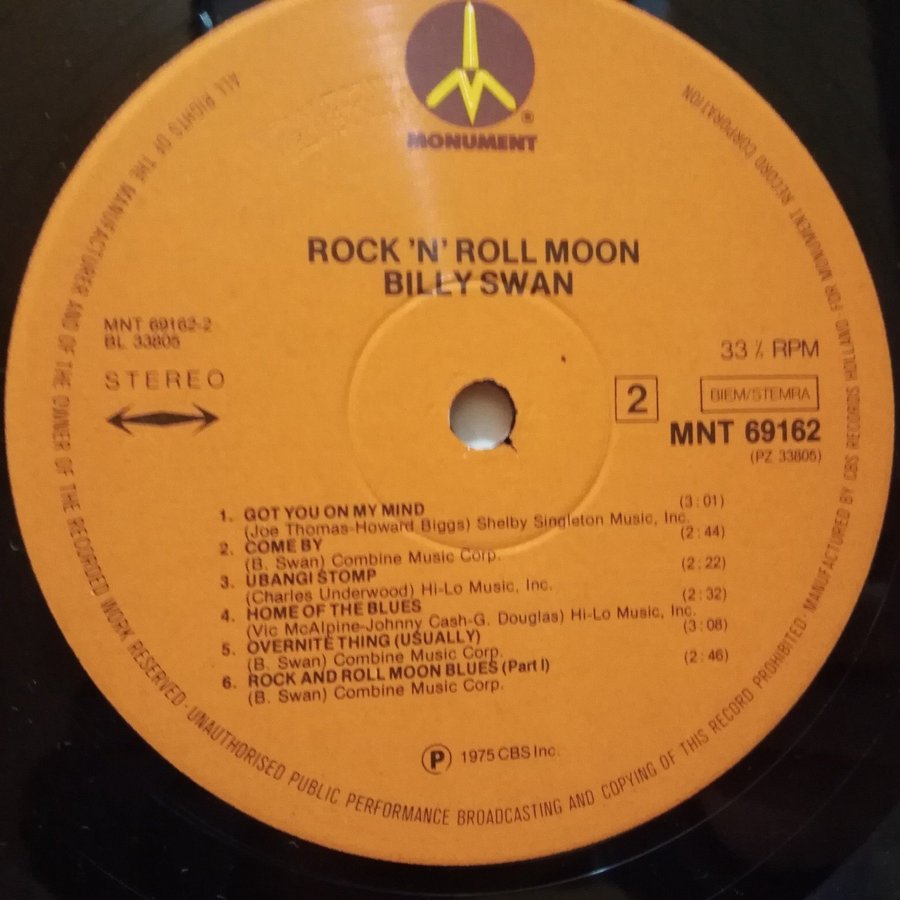 MONUMENT®
ROCK 'N' ROLL MOON
BILLY SWAN
MNT 69162-2
BL 33805
STEREO
33⅓ RPM
2
BIEM/STEMRA
MNT 69162
(PZ 33805)
1. GOT YOU ON MY MIND (3:01)
(Joe Thomas-Howard Biggs) Shelby Singleton Music, Inc.
2. COME BY (2:44)
(B. Swan) Combine Music Corp.
3. UBANGI STOMP (2:22)
(Charles Underwood) Hi-Lo Music, Inc.
4. HOME OF THE BLUES (2:32)
(Vic McAlpine-Johnny Cash-G. Douglas) Hi-Lo Music, Inc.
5. OVERNITE THING (USUALLY) (3:08)
(B. Swan) Combine Music Corp.
6. ROCK AND ROLL MOON BLUES (Part I) (2:46)
(B. Swan) Combine Music Corp.
Ⓟ 1975 CBS Inc.
ALL RIGHTS OF THE MANUFACTURER AND OF THE OWNER OF THE RECORDED WORK RESERVED · UNAUTHORISED PUBLIC PERFORMANCE BROADCASTING AND COPYING OF THIS RECORD PROHIBITED · MANUFACTURED BY CBS RECORDS HOLLAND FOR MONUMENT RECORD CORPORATION